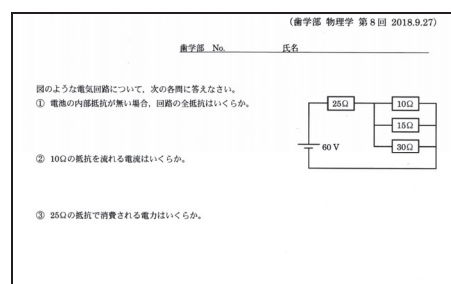 (歯学部 物理学 第8回 2018.9.27)
歯学部 No. 氏名
図のような電気回路について，次の各問に答えなさい。
① 電池の内部抵抗が無い場合，回路の全抵抗はいくらか。
25Ω
10Ω
15Ω
30Ω
60 V
② 10Ωの抵抗を流れる電流はいくらか。
③ 25Ωの抵抗で消費される電力はいくらか。